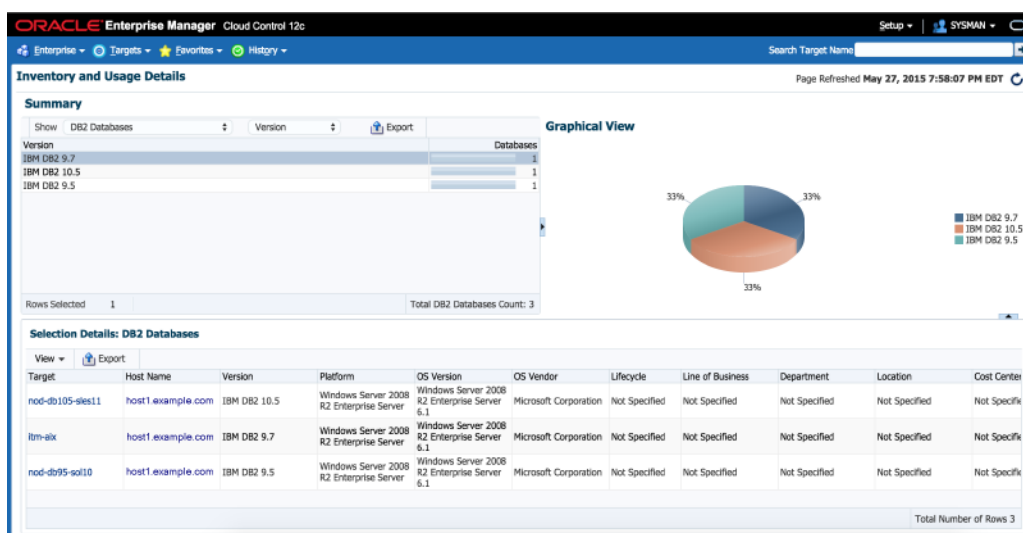 ORACLE Enterprise Manager Cloud Control 12c
Setup SYSMAN
Enterprise Targets Favorites History
Search Target Name
Inventory and Usage Details
Page Refreshed May 27, 2015 7:58:07 PM EDT
Summary
Show DB2 Databases Version Export
Version Databases
IBM DB2 9.7 1
IBM DB2 10.5 1
IBM DB2 9.5 1
Rows Selected 1 Total DB2 Databases Count: 3
Graphical View
33% 33%
33%
IBM DB2 9.7
IBM DB2 10.5
IBM DB2 9.5
Selection Details: DB2 Databases
View Export
Target Host Name Version Platform OS Version OS Vendor Lifecycle Line of Business Department Location Cost Center
nod-db105-sles11 host1.example.com IBM DB2 10.5 Windows Server 2008 R2 Enterprise Server Windows Server 2008 R2 Enterprise Server 6.1 Microsoft Corporation Not Specified Not Specified Not Specified Not Specified Not Specifie
itm-aix host1.example.com IBM DB2 9.7 Windows Server 2008 R2 Enterprise Server Windows Server 2008 R2 Enterprise Server 6.1 Microsoft Corporation Not Specified Not Specified Not Specified Not Specified Not Specifie
nod-db95-sol10 host1.example.com IBM DB2 9.5 Windows Server 2008 R2 Enterprise Server Windows Server 2008 R2 Enterprise Server 6.1 Microsoft Corporation Not Specified Not Specified Not Specified Not Specified Not Specifie
Total Number of Rows 3